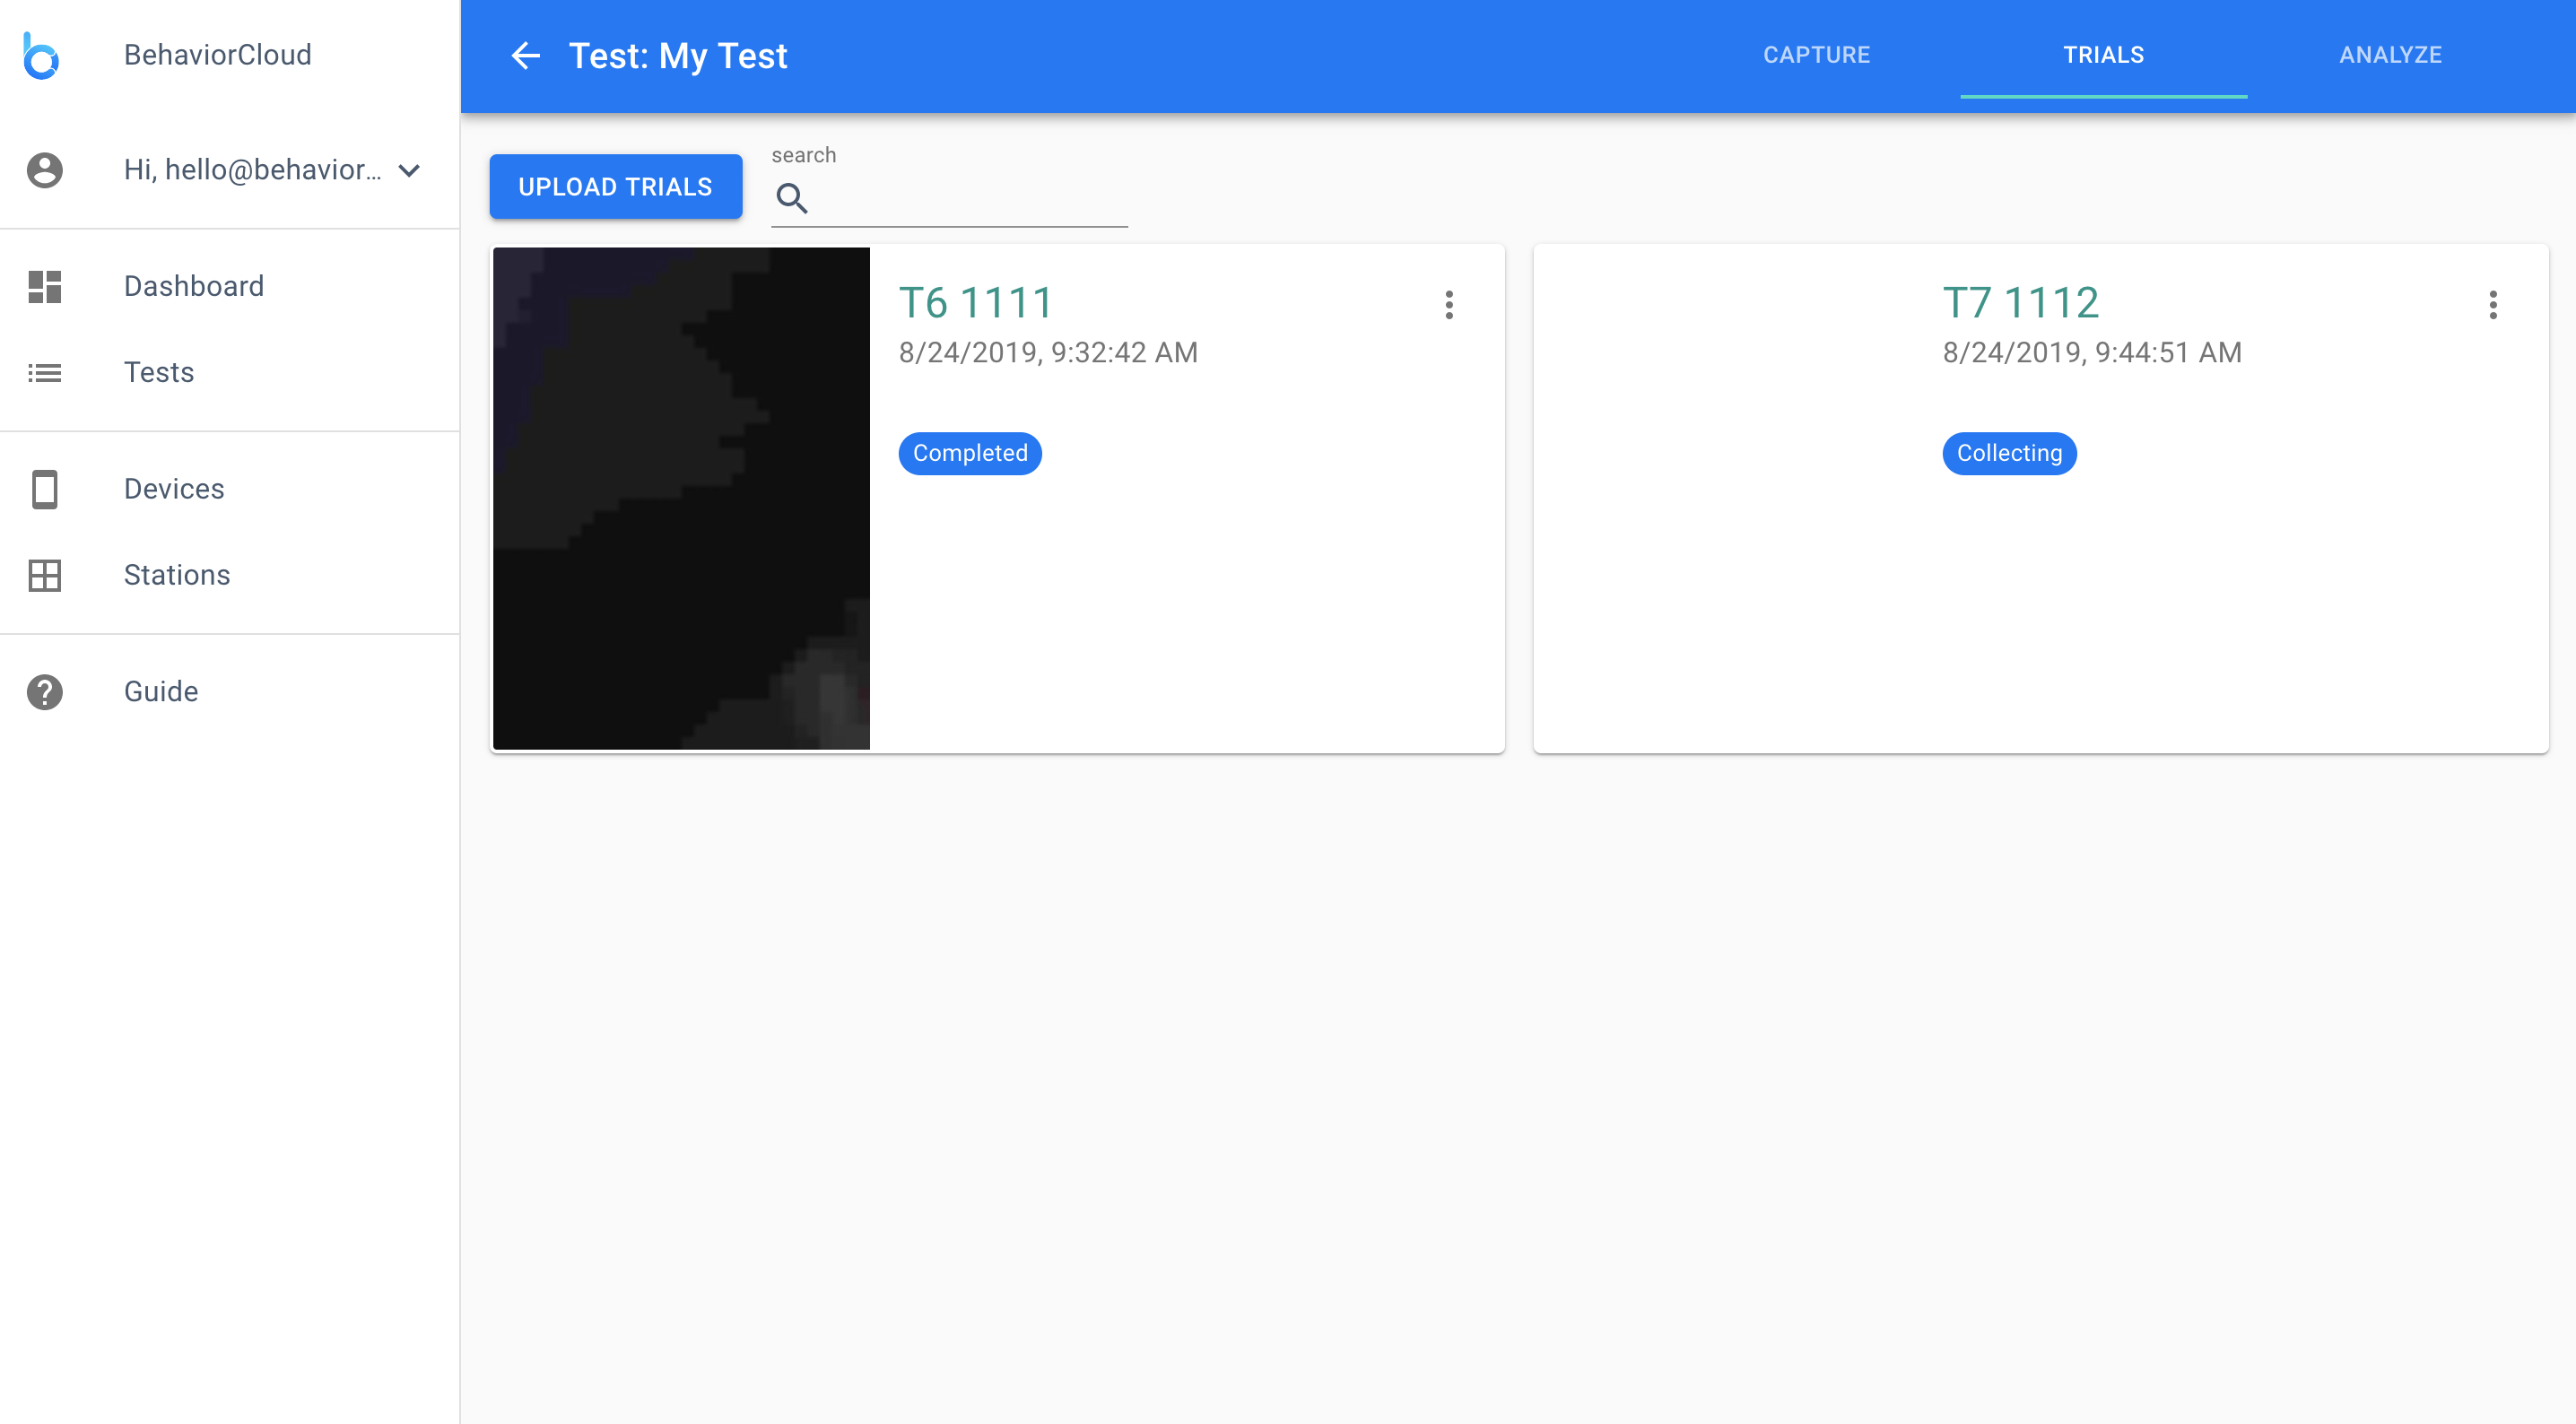 BehaviorCloud
Hi, hello@behavior...
Dashboard
Tests
Devices
Stations
Guide
Test: My Test
CAPTURE
TRIALS
ANALYZE
UPLOAD TRIALS
search
T6 1111
8/24/2019, 9:32:42 AM
Completed
T7 1112
8/24/2019, 9:44:51 AM
Collecting